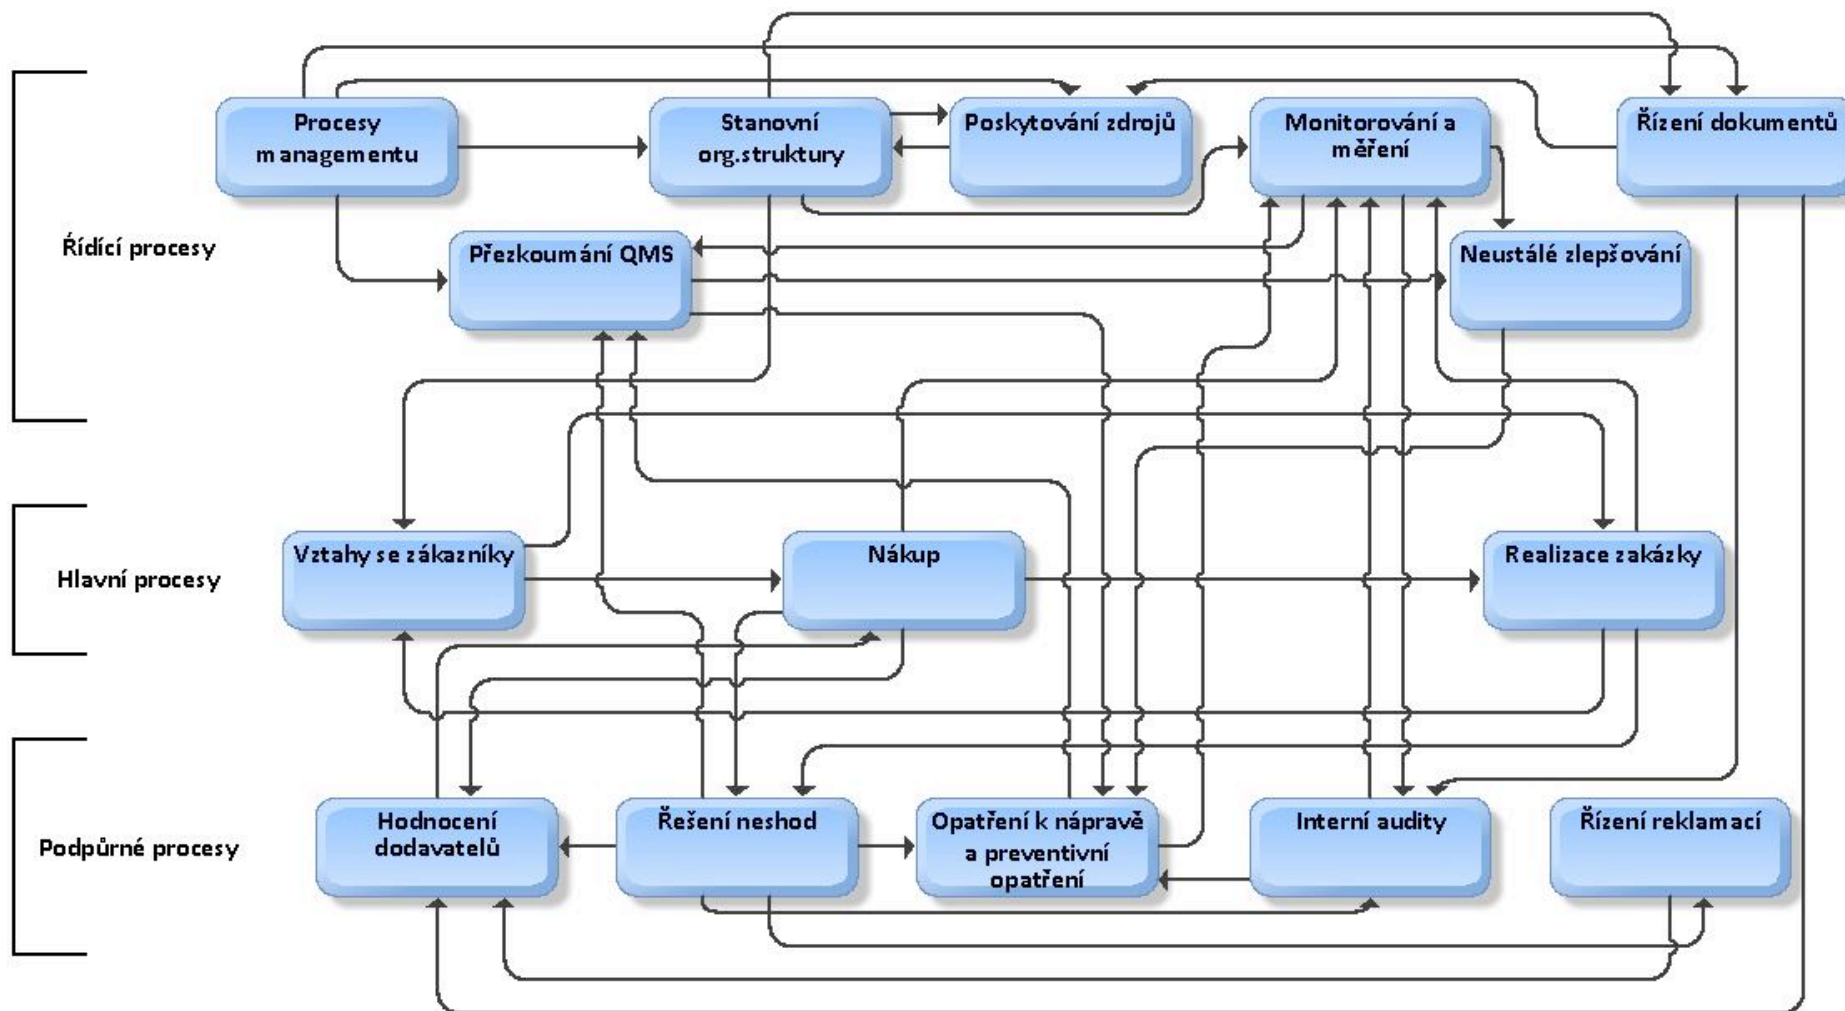 Procesy
managementu
Stanovní
org.struktury
Poskytování zdrojů
Monitorování a
měření
Řízení dokumentů
Řídící procesy
Přezkoumání QMS
Neustálé zlepšování
Hlavní procesy
Vztahy se zákazníky
Nákup
Realizace zakázky
Podpůrné procesy
Hodnocení
dodavatelů
Řešení neshod
Opatření k nápravě
a preventivní
opatření
Interní audity
Řízení reklamací